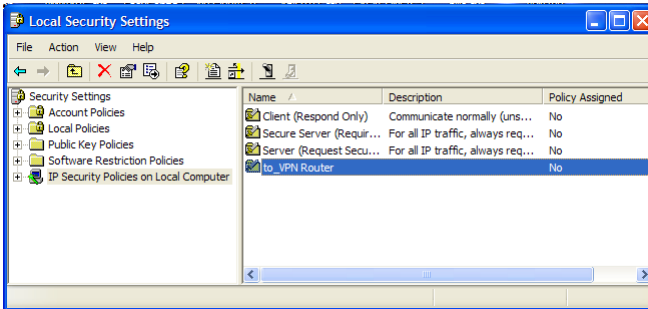 Local Security Settings
File Action View Help
Security Settings
Account Policies
Local Policies
Public Key Policies
Software Restriction Policies
IP Security Policies on Local Computer
Name Description Policy Assigned
Client (Respond Only) Communicate normally (uns... No
Secure Server (Requir... For all IP traffic, always req... No
Server (Request Secu... For all IP traffic, always req... No
to_VPN Router No